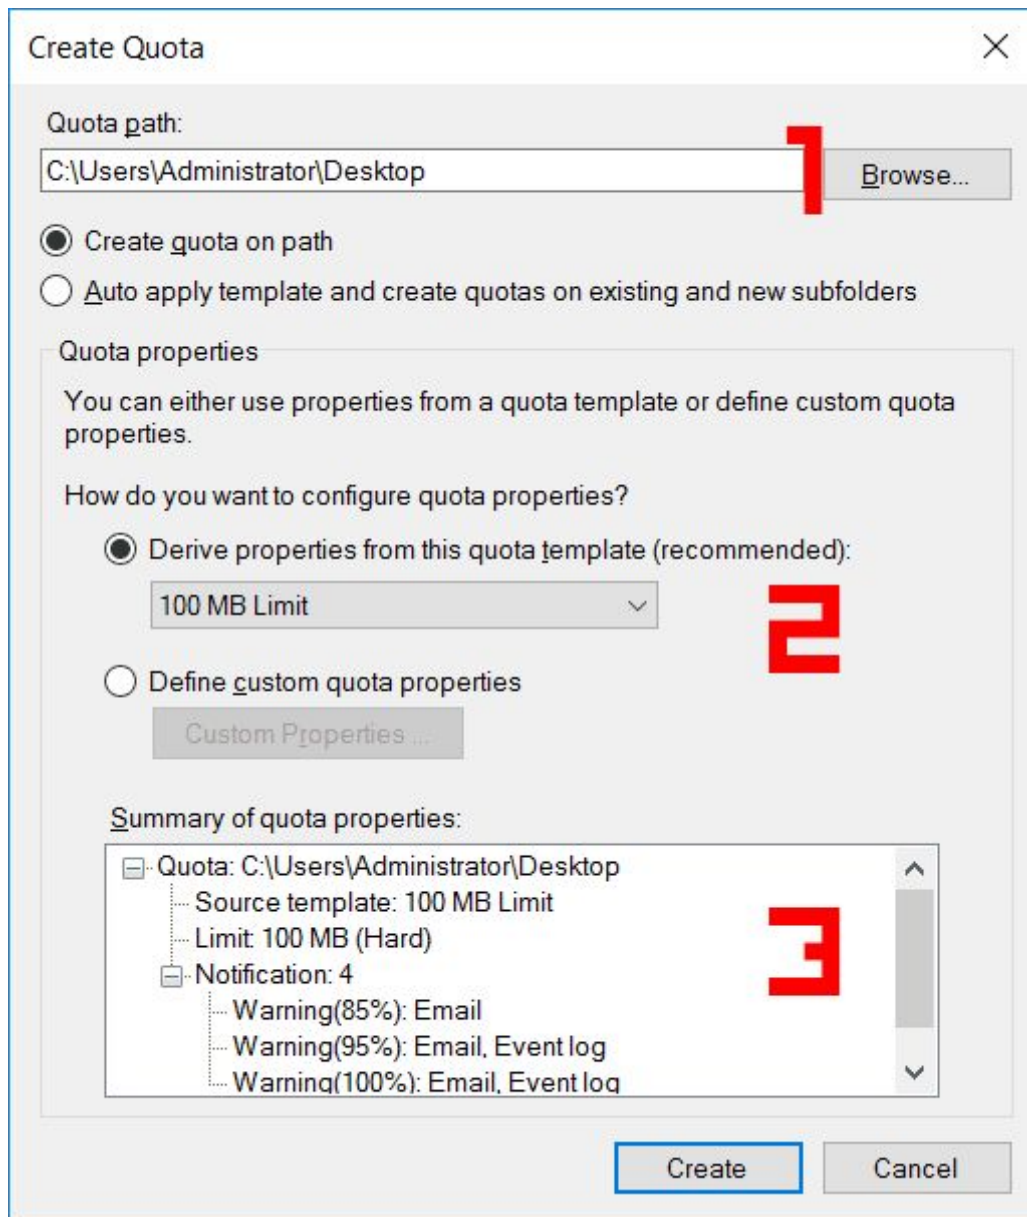 Create Quota
Quota path:
C:\Users\Administrator\Desktop
1
Browse...
Create quota on path
Auto apply template and create quotas on existing and new subfolders
Quota properties
You can either use properties from a quota template or define custom quota
properties.
How do you want to configure quota properties?
Derive properties from this quota template (recommended):
100 MB Limit
2
Define custom quota properties
Custom Properties ...
Summary of quota properties:
Quota: C:\Users\Administrator\Desktop
Source template: 100 MB Limit
Limit: 100 MB (Hard)
3
Notification: 4
Warning(85%): Email
Warning(95%): Email, Event log
Warning(100%): Email, Event log
Create
Cancel